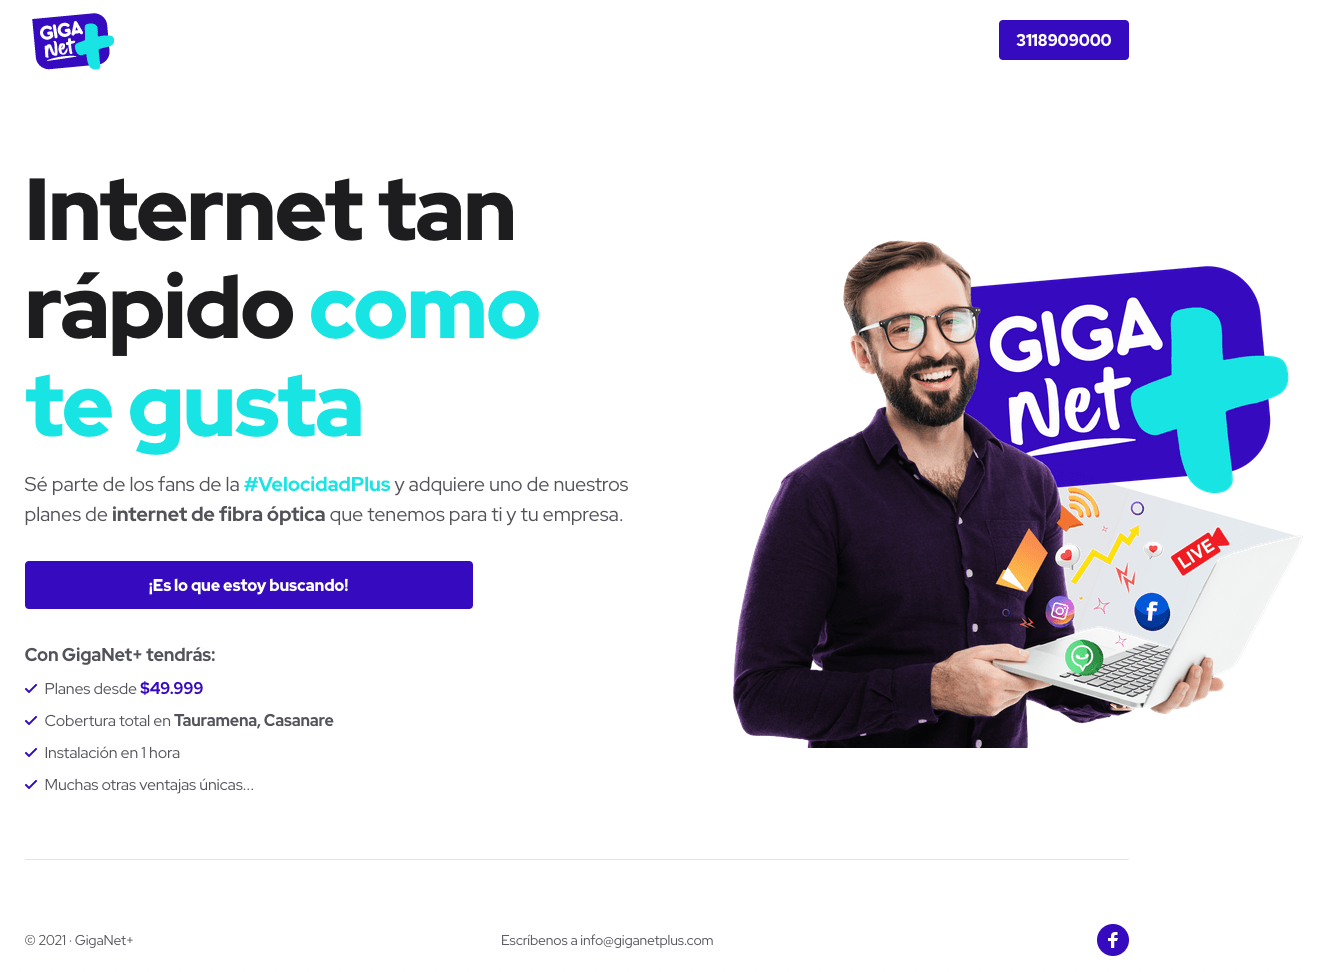 GIGA
Net
3118909000
Internet tan
rápido como
te gusta
Sé parte de los fans de la #VelocidadPlus y adquiere uno de nuestros
planes de internet de fibra óptica que tenemos para ti y tu empresa.
¡Es lo que estoy buscando!
Con GigaNet+ tendrás:
Planes desde $49.999
Cobertura total en Tauramena, Casanare
Instalación en 1 hora
Muchas otras ventajas únicas...
GIGA
Net
LIVE
© 2021 · GigaNet+
Escríbenos a info@giganetplus.com